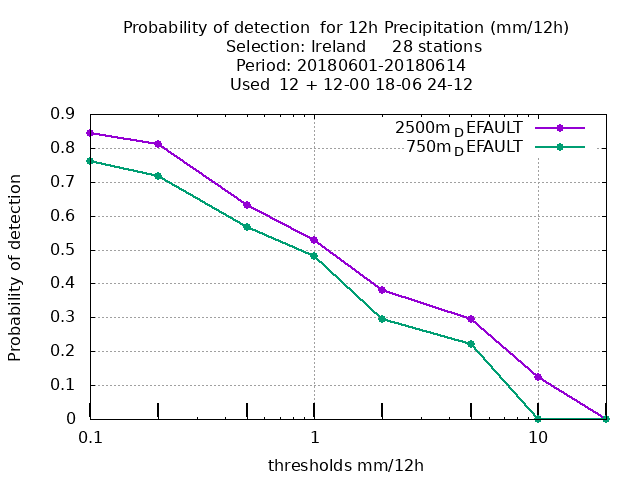 Probability of detection  for 12h Precipitation (mm/12h)
Selection: Ireland     28 stations
Period: 20180601-20180614
Used  12 + 12-00 18-06 24-12
2500m_DEFAULT
750m_DEFAULT
Probability of detection
0.9
0.8
0.7
0.6
0.5
0.4
0.3
0.2
0.1
0
0.1 1 10
thresholds mm/12h